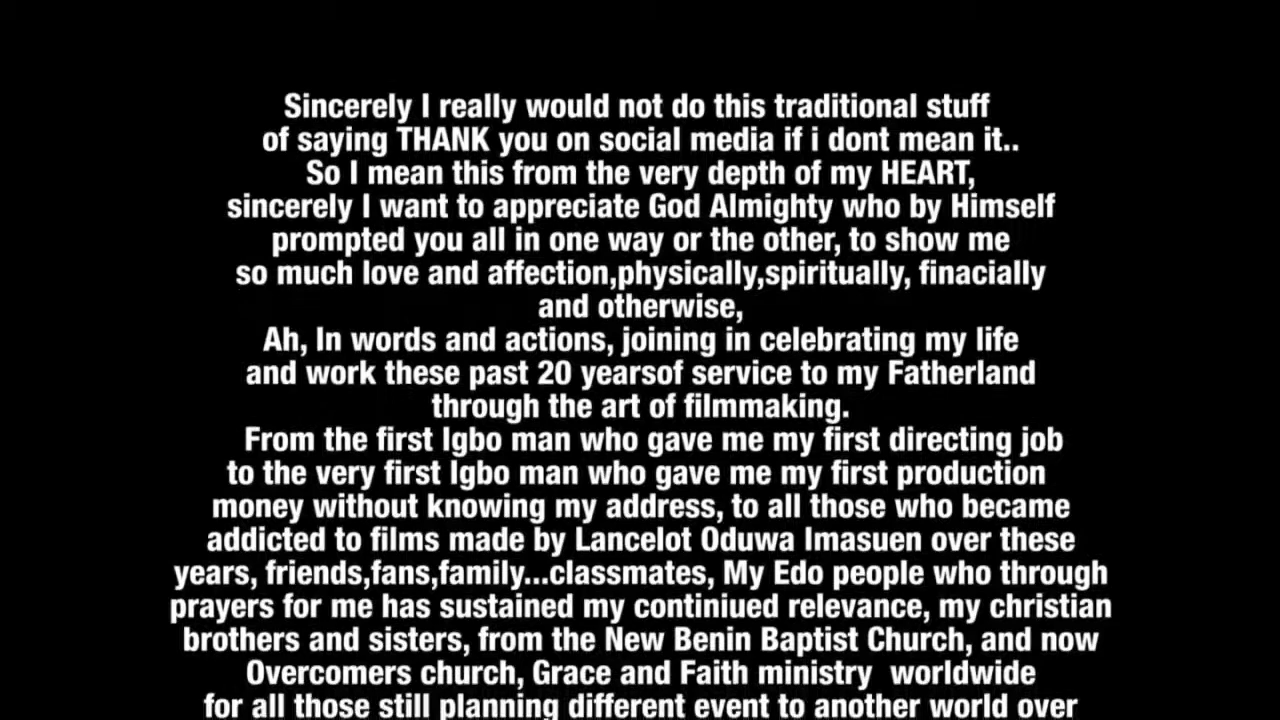 Sincerely I really would not do this traditional stuff
of saying THANK you on social media if i dont mean it..
So I mean this from the very depth of my HEART,
sincerely I want to appreciate God Almighty who by Himself
prompted you all in one way or the other, to show me
so much love and affection,physically,spiritually, finacially
and otherwise,
Ah, In words and actions, joining in celebrating my life
and work these past 20 yearsof service to my Fatherland
through the art of filmmaking.
From the first Igbo man who gave me my first directing job
to the very first Igbo man who gave me my first production
money without knowing my address, to all those who became
addicted to films made by Lancelot Oduwa Imasuen over these
years, friends,fans,family...classmates, My Edo people who through
prayers for me has sustained my continiued relevance, my christian
brothers and sisters, from the New Benin Baptist Church, and now
Overcomers church, Grace and Faith ministry  worldwide
for all those still planning different event to another world over